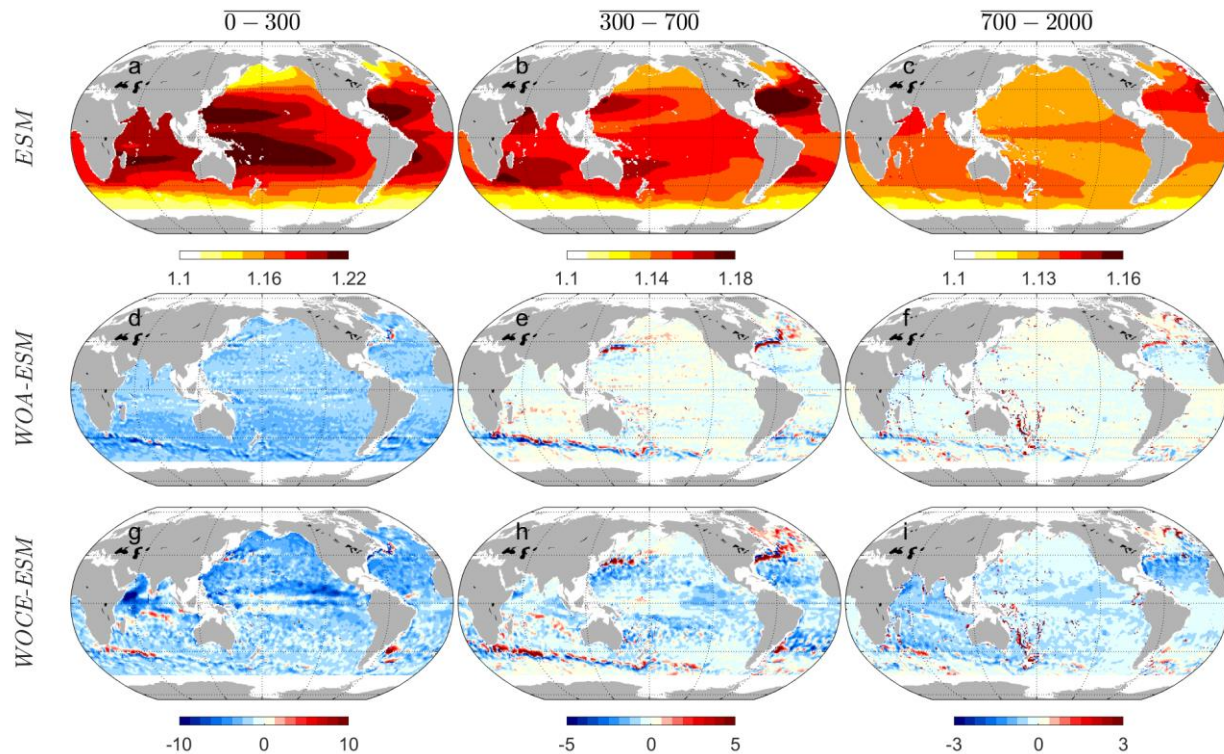 0 − 300 300 − 700 700 − 2000
ESM
a b c
1.1 1.16 1.22 1.1 1.14 1.18 1.1 1.13 1.16
WOA-ESM
d e f
WOCE-ESM
g h i
-10 0 10 -5 0 5 -3 0 3